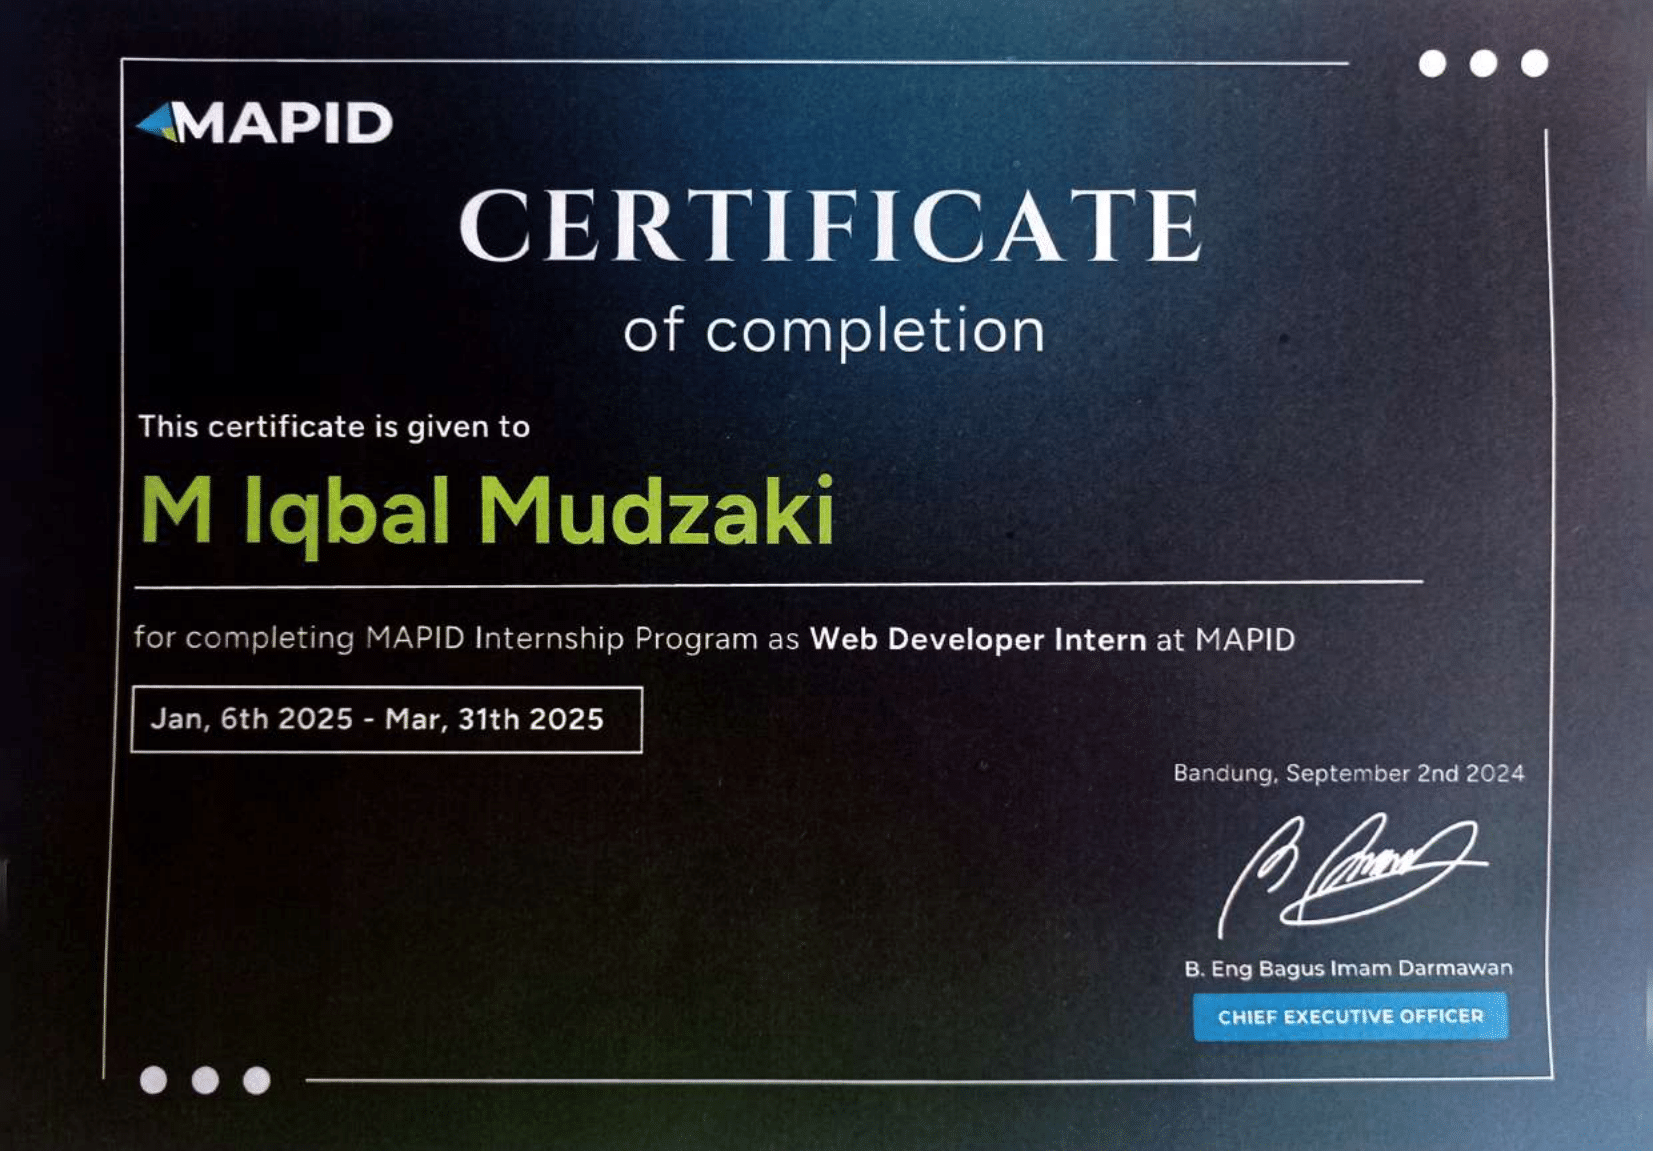 MAPID
CERTIFICATE
of completion
This certificate is given to
M Iqbal Mudzaki
for completing MAPID Internship Program as Web Developer Intern at MAPID
Jan, 6th 2025 - Mar, 31th 2025
Bandung, September 2nd 2024
B. Eng Bagus Imam Darmawan
CHIEF EXECUTIVE OFFICER